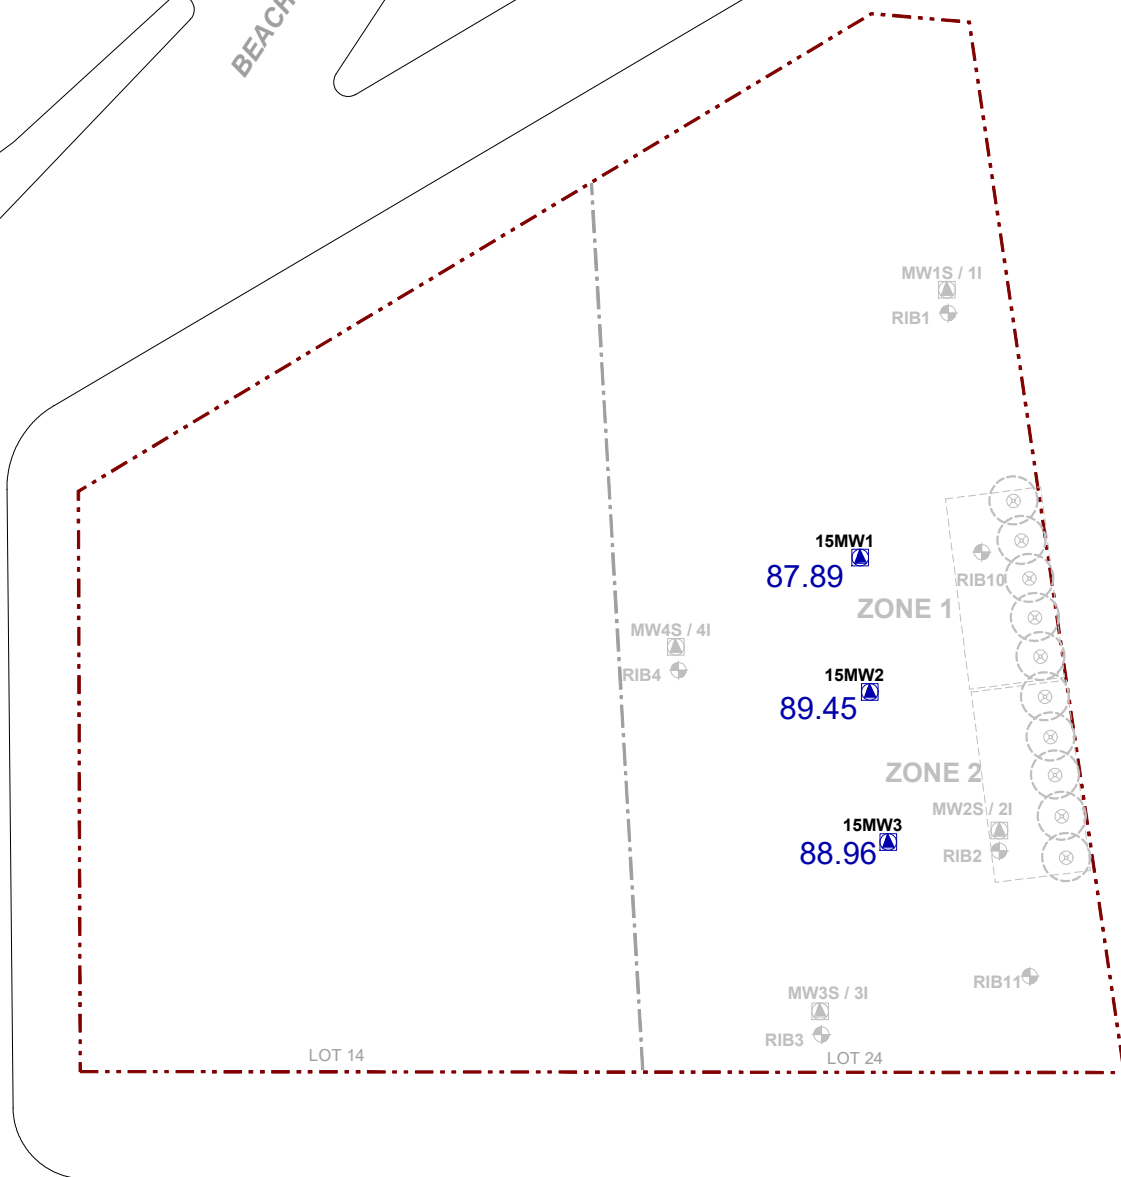 BEACH
MW1S / 1I
RIB1
15MW1
87.89
RIB10
ZONE 1
MW4S / 4I
RIB4
15MW2
89.45
ZONE 2
MW2S / 2I
15MW3
88.96
RIB2
RIB11
MW3S / 3I
RIB3
LOT 14
LOT 24